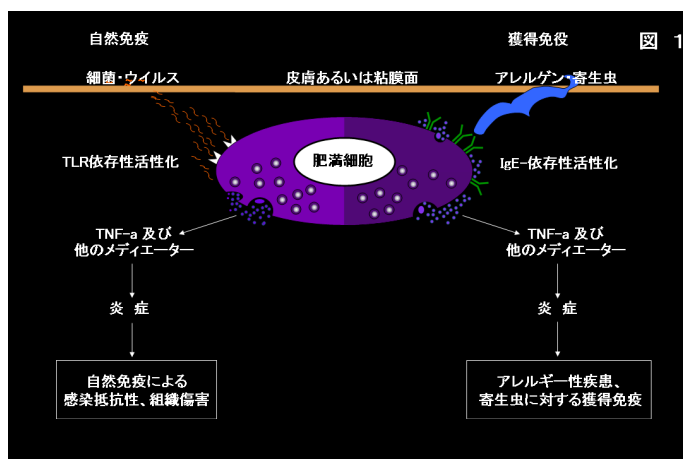 自然免疫
獲得免役
図 1
細菌・ウイルス
皮膚あるいは粘膜面
アレルゲン・寄生虫
肥満細胞
TLR依存性活性化
IgE-依存性活性化
TNF-a 及び
他のメディエーター
TNF-a 及び
他のメディエーター
炎 症
炎 症
自然免疫による
感染抵抗性、組織傷害
アレルギー性疾患、
寄生虫に対する獲得免疫